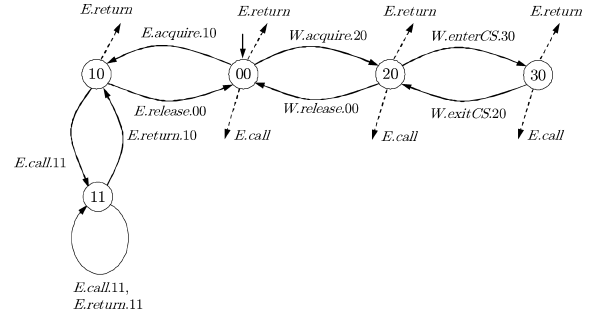 E.return
E.return
E.return
E.return
E.acquire.10
W.acquire.20
W.enterCS.30
10
00
20
30
E.release.00
W.release.00
W.exitCS.20
E.return.10
E.call
E.call
E.call
E.call.11
11
E.call.11,
E.return.11